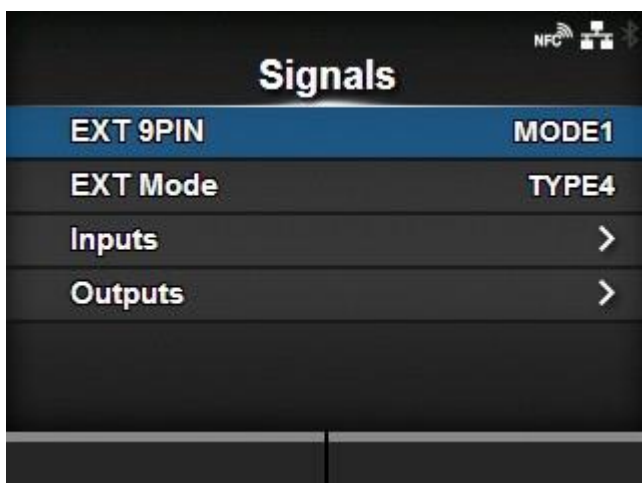 NFC
Signals
EXT 9PIN MODE1
EXT Mode TYPE4
Inputs
Outputs